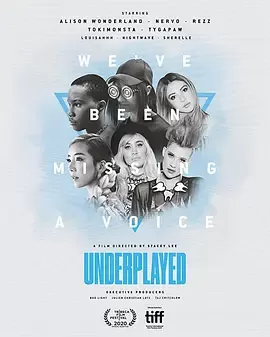 STARRING
ALISON WONDERLAND · NERVO · REZZ
TOKIMONSTA · TYGAPAW
LOUISAHHH · NIGHTWAVE · SHERELLE
WE'VE
BEEN
MISSING
A VOICE
A FILM DIRECTED BY STACEY LEE
UNDERPLAYED
EXECUTIVE PRODUCERS
TRIBECA
FILM
FESTIVAL
2020
tiff